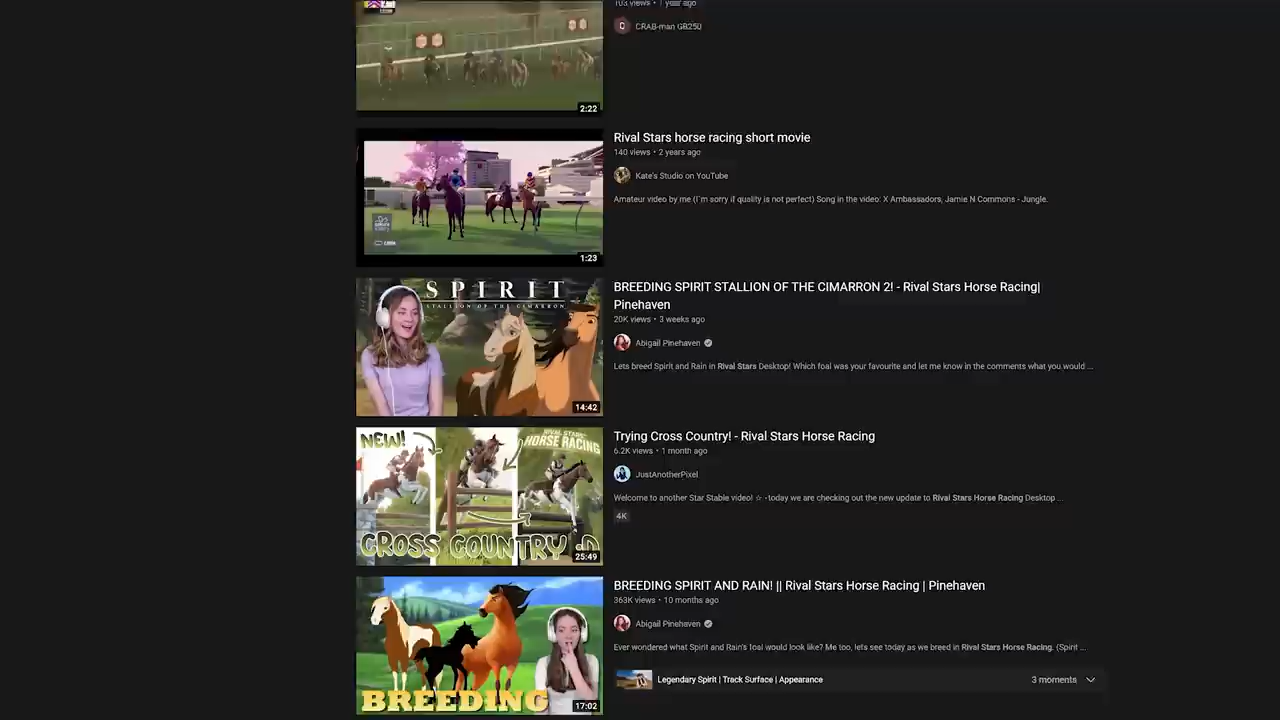 103 views • 1 year ago
CRAB-man GB250
2:22
Rival Stars horse racing short movie
140 views • 2 years ago
Kate's Studio on YouTube
Amateur video by me (I'm sorry if quality is not perfect) Song in the video: X Ambassadors, Jamie N Commons - Jungle.
1:23
SPIRIT
STALLION OF THE CIMARRON
BREEDING SPIRIT STALLION OF THE CIMARRON 2! - Rival Stars Horse Racing|
Pinehaven
20K views • 3 weeks ago
Abigail Pinehaven
Lets breed Spirit and Rain in Rival Stars Desktop! Which foal was your favourite and let me know in the comments what you would ...
14:42
NEW!
RIVAL STARS
HORSE RACING
CROSS COUNTRY :D
25:49
Trying Cross Country! - Rival Stars Horse Racing
6.2K views • 1 month ago
JustAnotherPixel
Welcome to another Star Stable video! ☆ - today we are checking out the new update to Rival Stars Horse Racing Desktop ...
4K
BREEDING SPIRIT AND RAIN! || Rival Stars Horse Racing | Pinehaven
363K views • 10 months ago
Abigail Pinehaven
Ever wondered what Spirit and Rain's foal would look like? Me too, lets see today as we breed in Rival Stars Horse Racing. (Spirit ...
Legendary Spirit | Track Surface | Appearance
3 moments
BREEDING
17:02